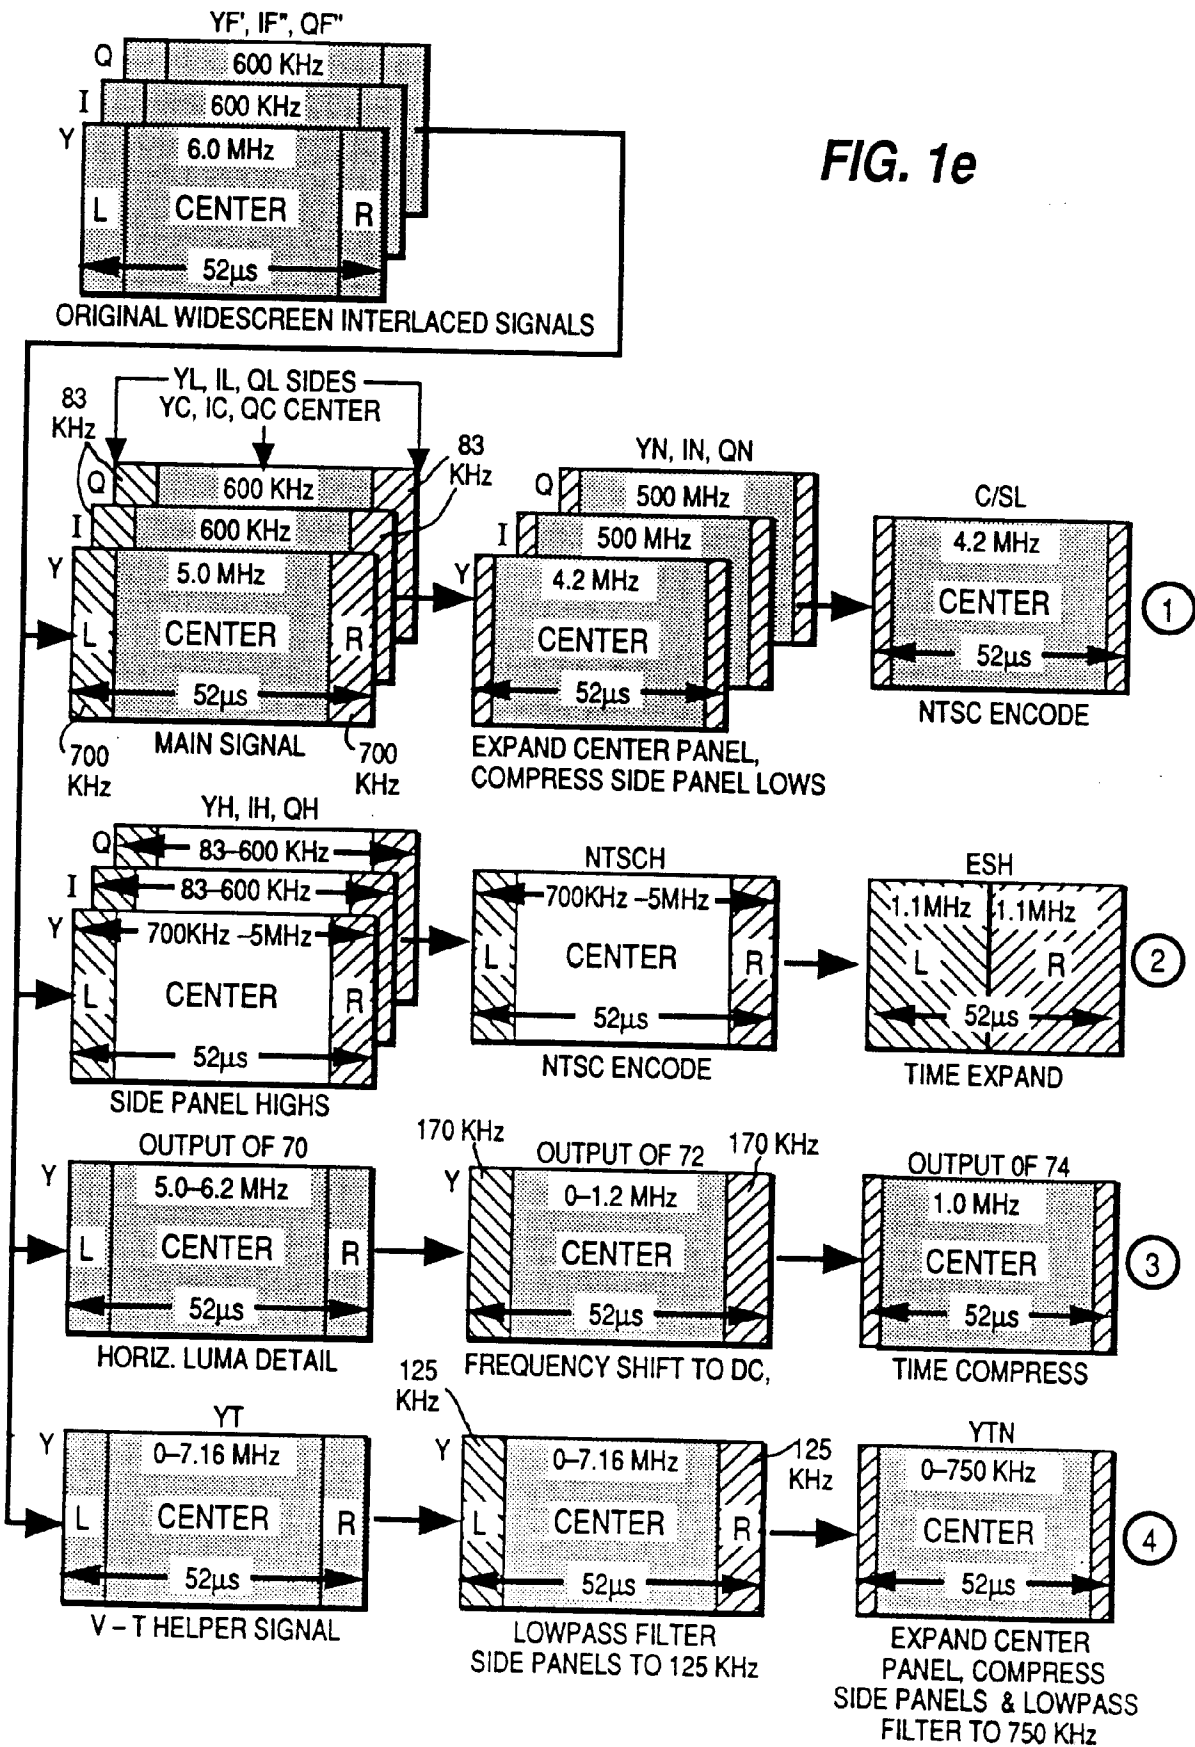 YF', IF", QF"
Q
600 KHz
I
600 KHz
Y
6.0 MHz
L
CENTER
R
52µs
ORIGINAL WIDESCREEN INTERLACED SIGNALS
FIG. 1e
YL, IL, QL SIDES
YC, IC, QC CENTER
83
KHz
83
KHz
Q
600 KHz
I
600 KHz
Y
5.0 MHz
L
CENTER
R
52µs
700
KHz
MAIN SIGNAL
700
KHz
YN, IN, QN
Q
500 MHz
I
500 MHz
Y
4.2 MHz
CENTER
52µs
EXPAND CENTER PANEL,
COMPRESS SIDE PANEL LOWS
C/SL
4.2 MHz
CENTER
52µs
NTSC ENCODE
1
YH, IH, QH
Q
83–600 KHz
I
83–600 KHz
Y
700KHz –5MHz
L
CENTER
R
52µs
SIDE PANEL HIGHS
NTSCH
700KHz –5MHz
L
CENTER
R
52µs
NTSC ENCODE
ESH
1.1MHz
1.1MHz
L
R
52µs
TIME EXPAND
2
OUTPUT OF 70
Y
5.0–6.2 MHz
L
CENTER
R
52µs
HORIZ. LUMA DETAIL
170 KHz
OUTPUT OF 72
170 KHz
Y
0–1.2 MHz
CENTER
52µs
FREQUENCY SHIFT TO DC,
OUTPUT OF 74
1.0 MHz
CENTER
52µs
TIME COMPRESS
3
YT
Y
0–7.16 MHz
L
CENTER
R
52µs
V – T HELPER SIGNAL
125
KHz
Y
0–7.16 MHz
125
KHz
L
CENTER
R
52µs
LOWPASS FILTER
SIDE PANELS TO 125 KHz
YTN
0–750 KHz
CENTER
52µs
EXPAND CENTER
PANEL, COMPRESS
SIDE PANELS & LOWPASS
FILTER TO 750 KHz
4